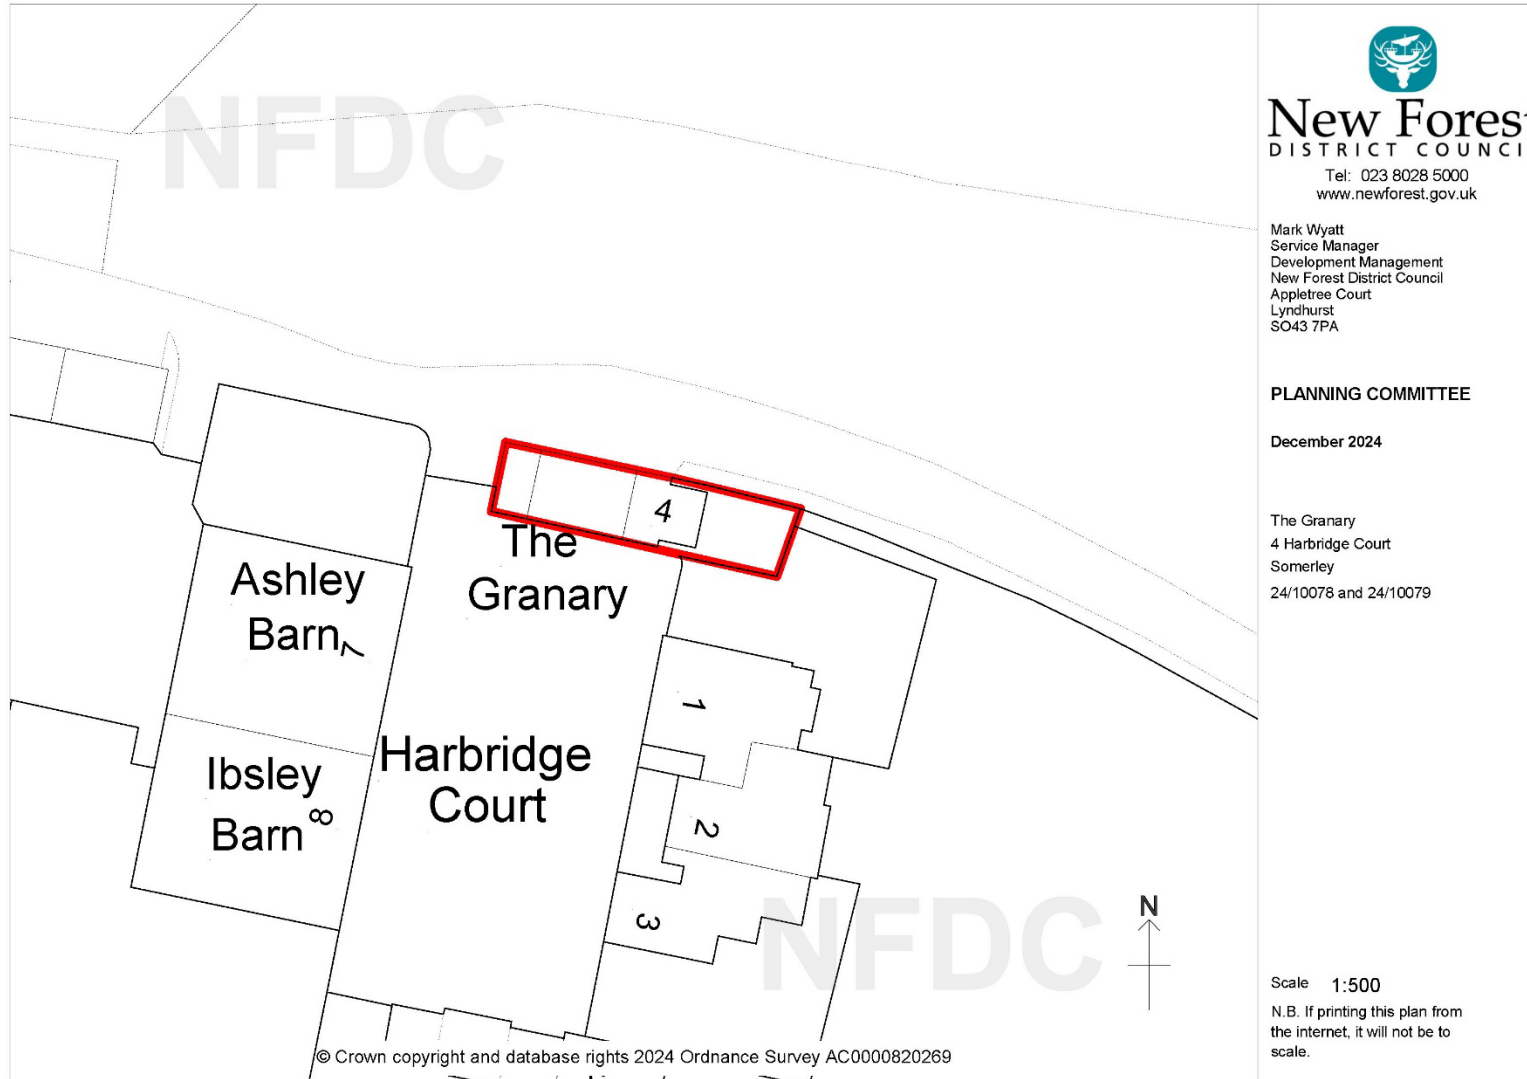 NFDC
New Fores
DISTRICT COUNCI
Tel: 023 8028 5000
www.newforest.gov.uk
Mark Wyatt
Service Manager
Development Management
New Forest District Council
Appletree Court
Lyndhurst
SO43 7PA
PLANNING COMMITTEE
December 2024
The Granary
4 Harbridge Court
Somerley
24/10078 and 24/10079
4
The
Granary
Ashley
Barn
7
1
Harbridge
Court
Ibsley
Barn
8
2
3
NFDC
N
Scale 1:500
N.B. If printing this plan from
the internet, it will not be to
scale.
© Crown copyright and database rights 2024 Ordnance Survey AC0000820269